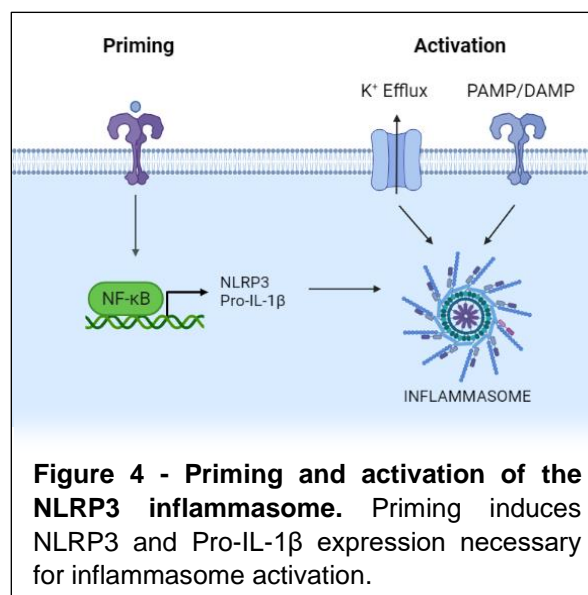 Priming
Activation
K⁺ Efflux
PAMP/DAMP
NF-κB
NLRP3
Pro-IL-1β
INFLAMMASOME
Figure 4 - Priming and activation of the
NLRP3 inflammasome. Priming induces
NLRP3 and Pro-IL-1β expression necessary
for inflammasome activation.